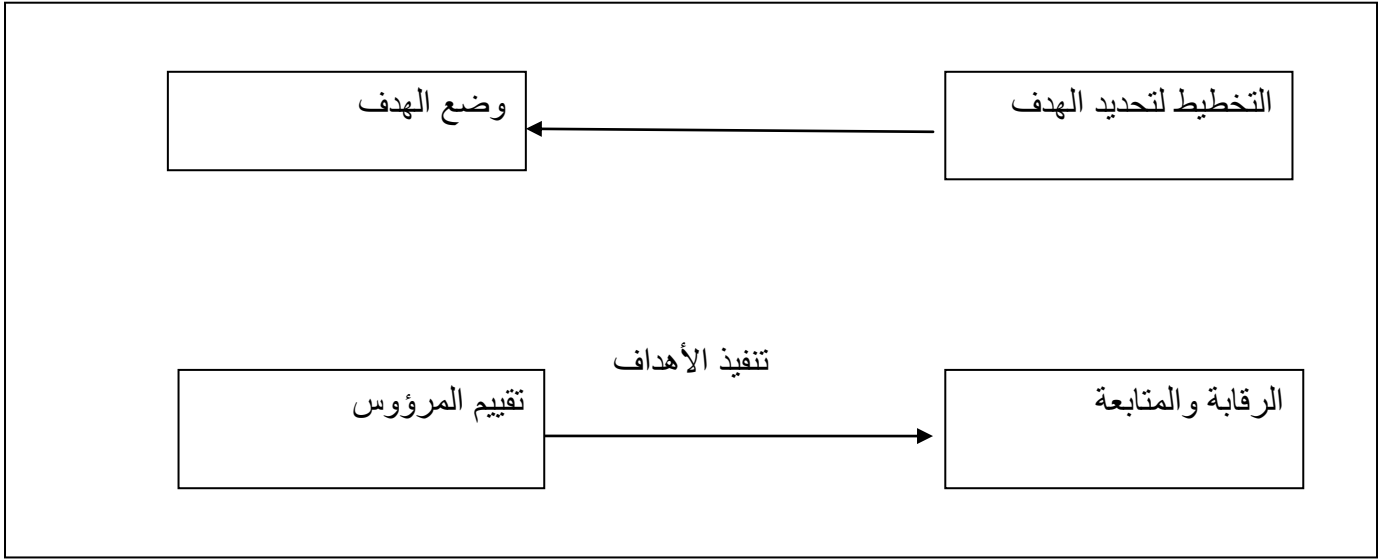 التخطيط لتحديد الهدف
وضع الهدف
تنفيذ الأهداف
الرقابة والمتابعة
تقييم المرؤوس